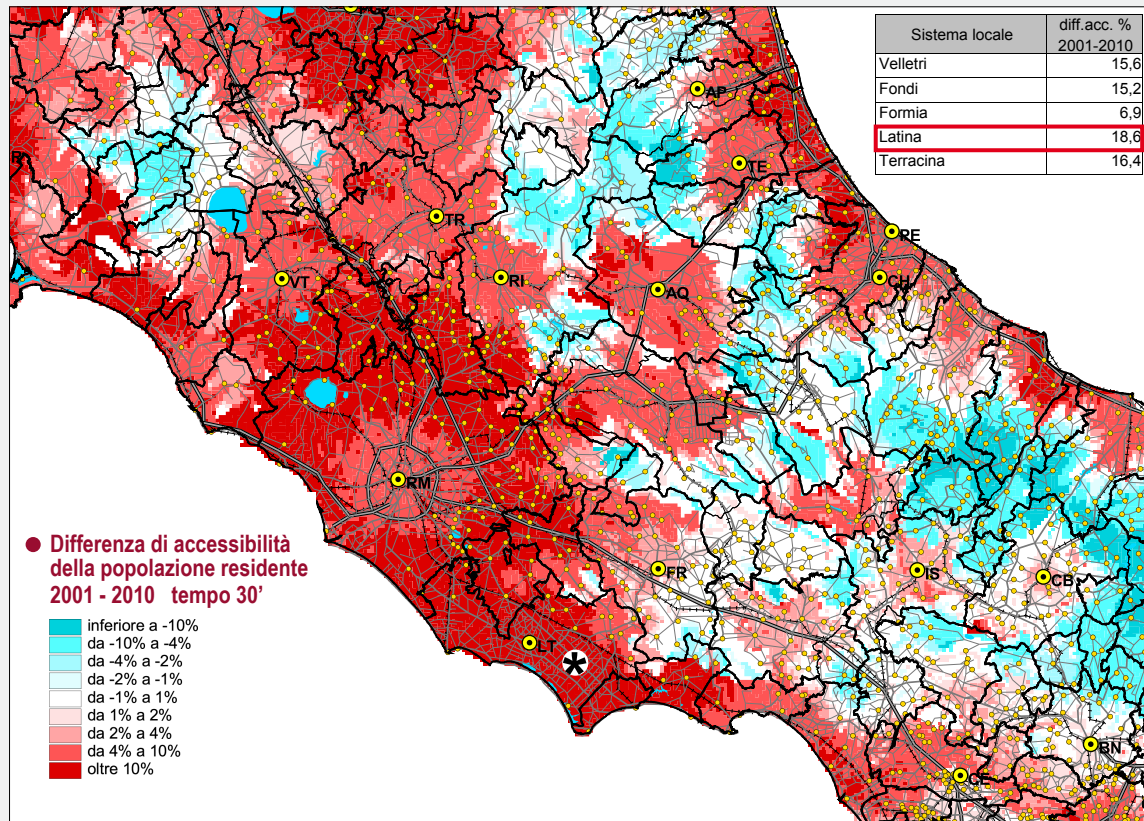 Sistema locale
diff.acc. %
2001-2010
Velletri 15,6
Fondi 15,2
Formia 6,9
Latina 18,6
Terracina 16,4
AP
TE
R
TR
PE
VT
RI
AQ
CH
RM
FR
IS
CB
LT
*
BN
CE
Differenza di accessibilità
della popolazione residente
2001 - 2010 tempo 30’
inferiore a -10%
da -10% a -4%
da -4% a -2%
da -2% a -1%
da -1% a 1%
da 1% a 2%
da 2% a 4%
da 4% a 10%
oltre 10%